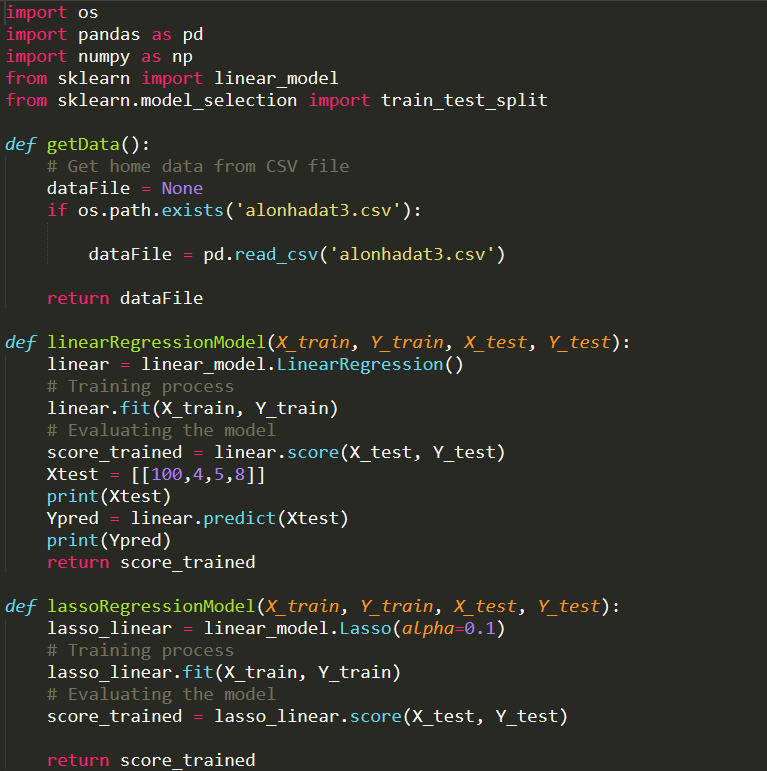 import os
import pandas as pd
import numpy as np
from sklearn import linear_model
from sklearn.model_selection import train_test_split

def getData():
    # Get home data from CSV file
    dataFile = None
    if os.path.exists('alonhadat3.csv'):

        dataFile = pd.read_csv('alonhadat3.csv')

    return dataFile

def linearRegressionModel(X_train, Y_train, X_test, Y_test):
    linear = linear_model.LinearRegression()
    # Training process
    linear.fit(X_train, Y_train)
    # Evaluating the model
    score_trained = linear.score(X_test, Y_test)
    Xtest = [[100,4,5,8]]
    print(Xtest)
    Ypred = linear.predict(Xtest)
    print(Ypred)
    return score_trained

def lassoRegressionModel(X_train, Y_train, X_test, Y_test):
    lasso_linear = linear_model.Lasso(alpha=0.1)
    # Training process
    lasso_linear.fit(X_train, Y_train)
    # Evaluating the model
    score_trained = lasso_linear.score(X_test, Y_test)

    return score_trained